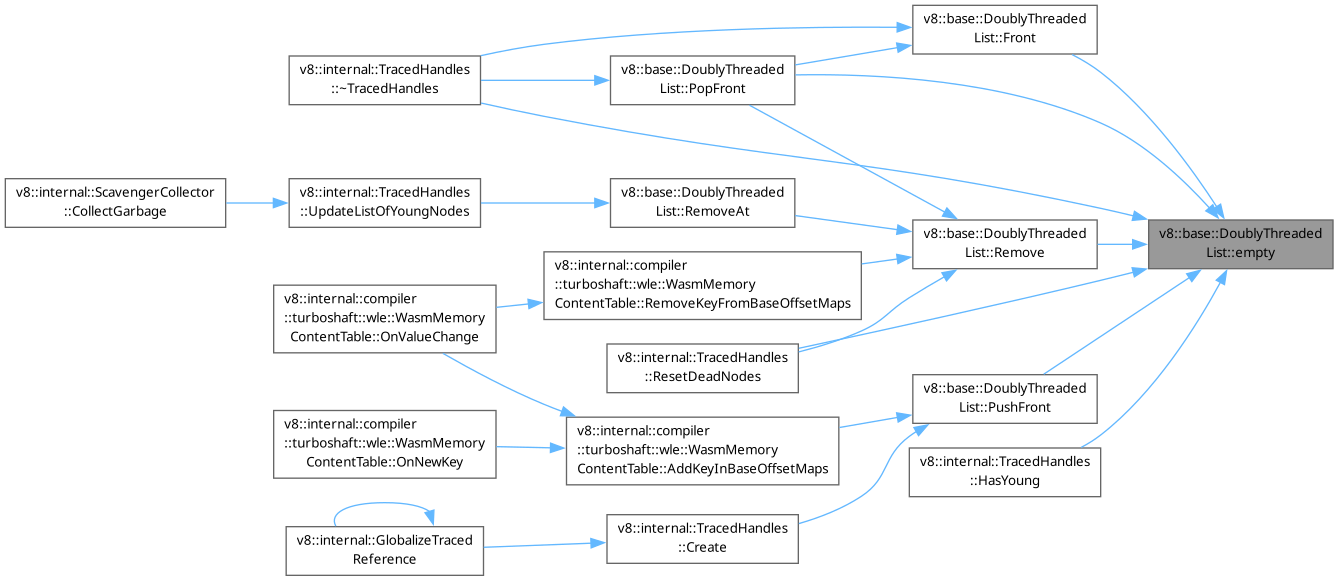 v8::base::DoublyThreaded
List::Front
v8::internal::TracedHandles
::~TracedHandles
v8::base::DoublyThreaded
List::PopFront
v8::internal::ScavengerCollector
::CollectGarbage
v8::internal::TracedHandles
::UpdateListOfYoungNodes
v8::base::DoublyThreaded
List::RemoveAt
v8::base::DoublyThreaded
List::Remove
v8::base::DoublyThreaded
List::empty
v8::internal::compiler
::turboshaft::wle::WasmMemory
ContentTable::RemoveKeyFromBaseOffsetMaps
v8::internal::compiler
::turboshaft::wle::WasmMemory
ContentTable::OnValueChange
v8::internal::TracedHandles
::ResetDeadNodes
v8::base::DoublyThreaded
List::PushFront
v8::internal::compiler
::turboshaft::wle::WasmMemory
ContentTable::OnNewKey
v8::internal::compiler
::turboshaft::wle::WasmMemory
ContentTable::AddKeyInBaseOffsetMaps
v8::internal::TracedHandles
::HasYoung
v8::internal::GlobalizeTraced
Reference
v8::internal::TracedHandles
::Create